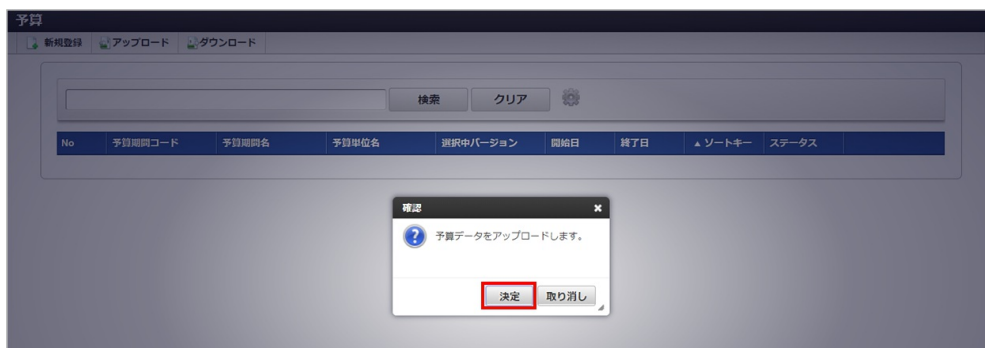 予算
新規登録 アップロード ダウンロード
検索 クリア
No 予算期間コード 予算期間名 予算単位名 選択中バージョン 開始日 終了日 ▲ ソートキー ステータス
確認
予算データをアップロードします。
決定 取り消し